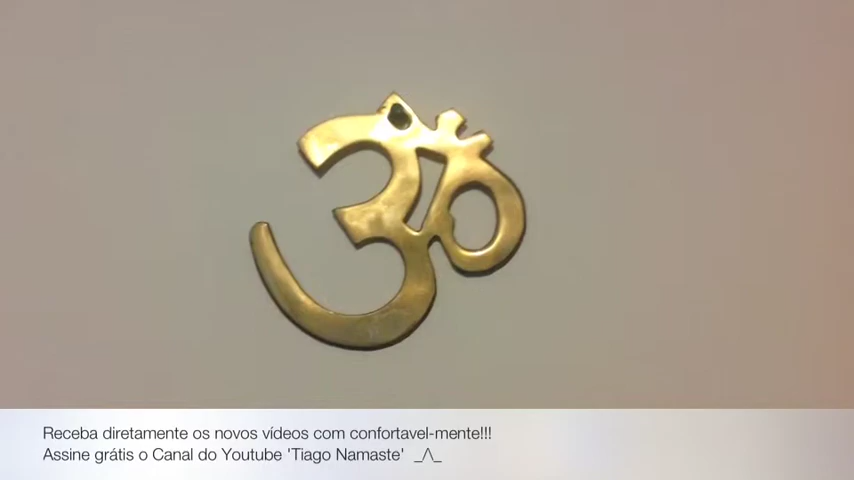 ॐ
Receba diretamente os novos vídeos com confortavel-mente!!!
Assine grátis o Canal do Youtube 'Tiago Namaste' _/\_